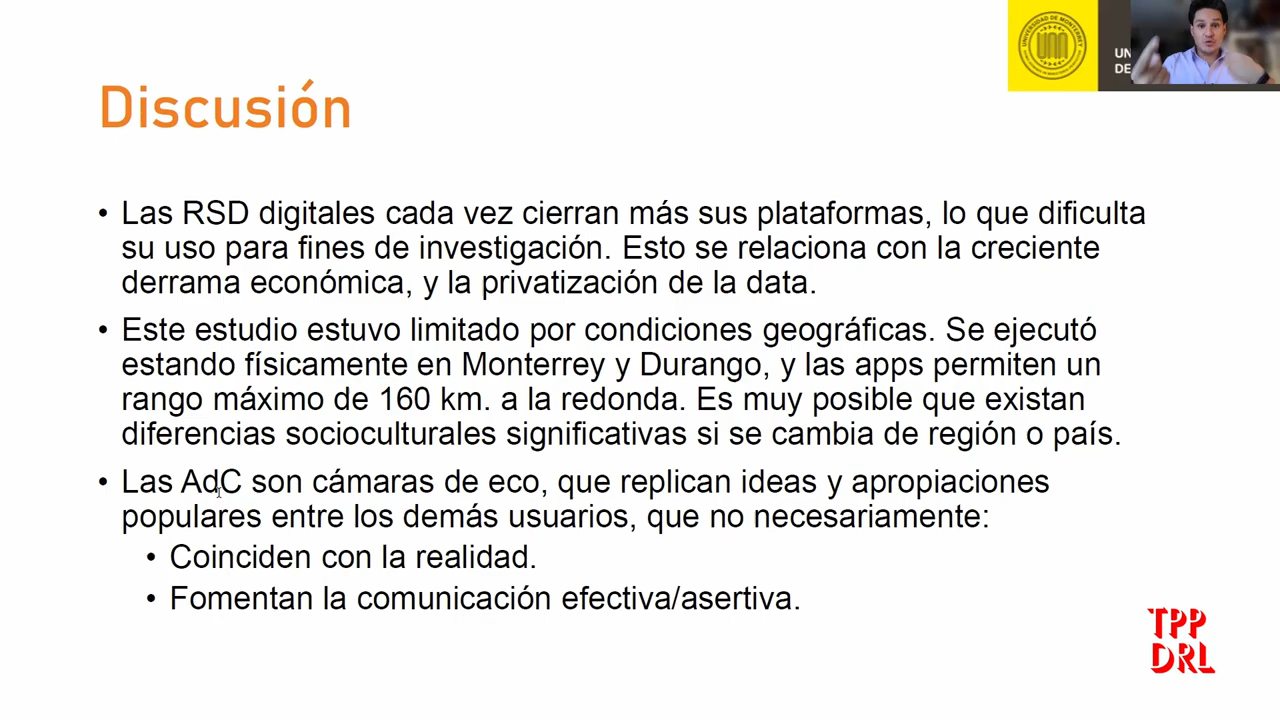 UN
DE
Discusión
• Las RSD digitales cada vez cierran más sus plataformas, lo que dificulta
su uso para fines de investigación. Esto se relaciona con la creciente
derrama económica, y la privatización de la data.
• Este estudio estuvo limitado por condiciones geográficas. Se ejecutó
estando físicamente en Monterrey y Durango, y las apps permiten un
rango máximo de 160 km. a la redonda. Es muy posible que existan
diferencias socioculturales significativas si se cambia de región o país.
• Las AdC son cámaras de eco, que replican ideas y apropiaciones
populares entre los demás usuarios, que no necesariamente:
• Coinciden con la realidad.
• Fomentan la comunicación efectiva/asertiva.
TPP
DRL